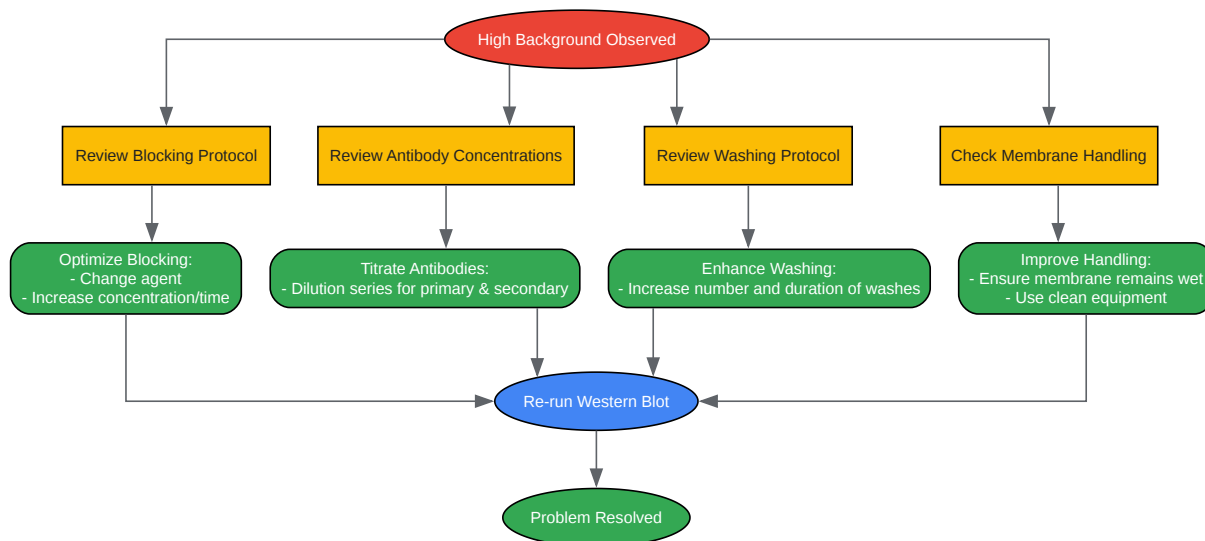 High Background Observed
Review Blocking Protocol
Review Antibody Concentrations
Review Washing Protocol
Check Membrane Handling
Optimize Blocking:
- Change agent
- Increase concentration/time
Titrate Antibodies:
- Dilution series for primary & secondary
Enhance Washing:
- Increase number and duration of washes
Improve Handling:
- Ensure membrane remains wet
- Use clean equipment
Re-run Western Blot
Problem Resolved